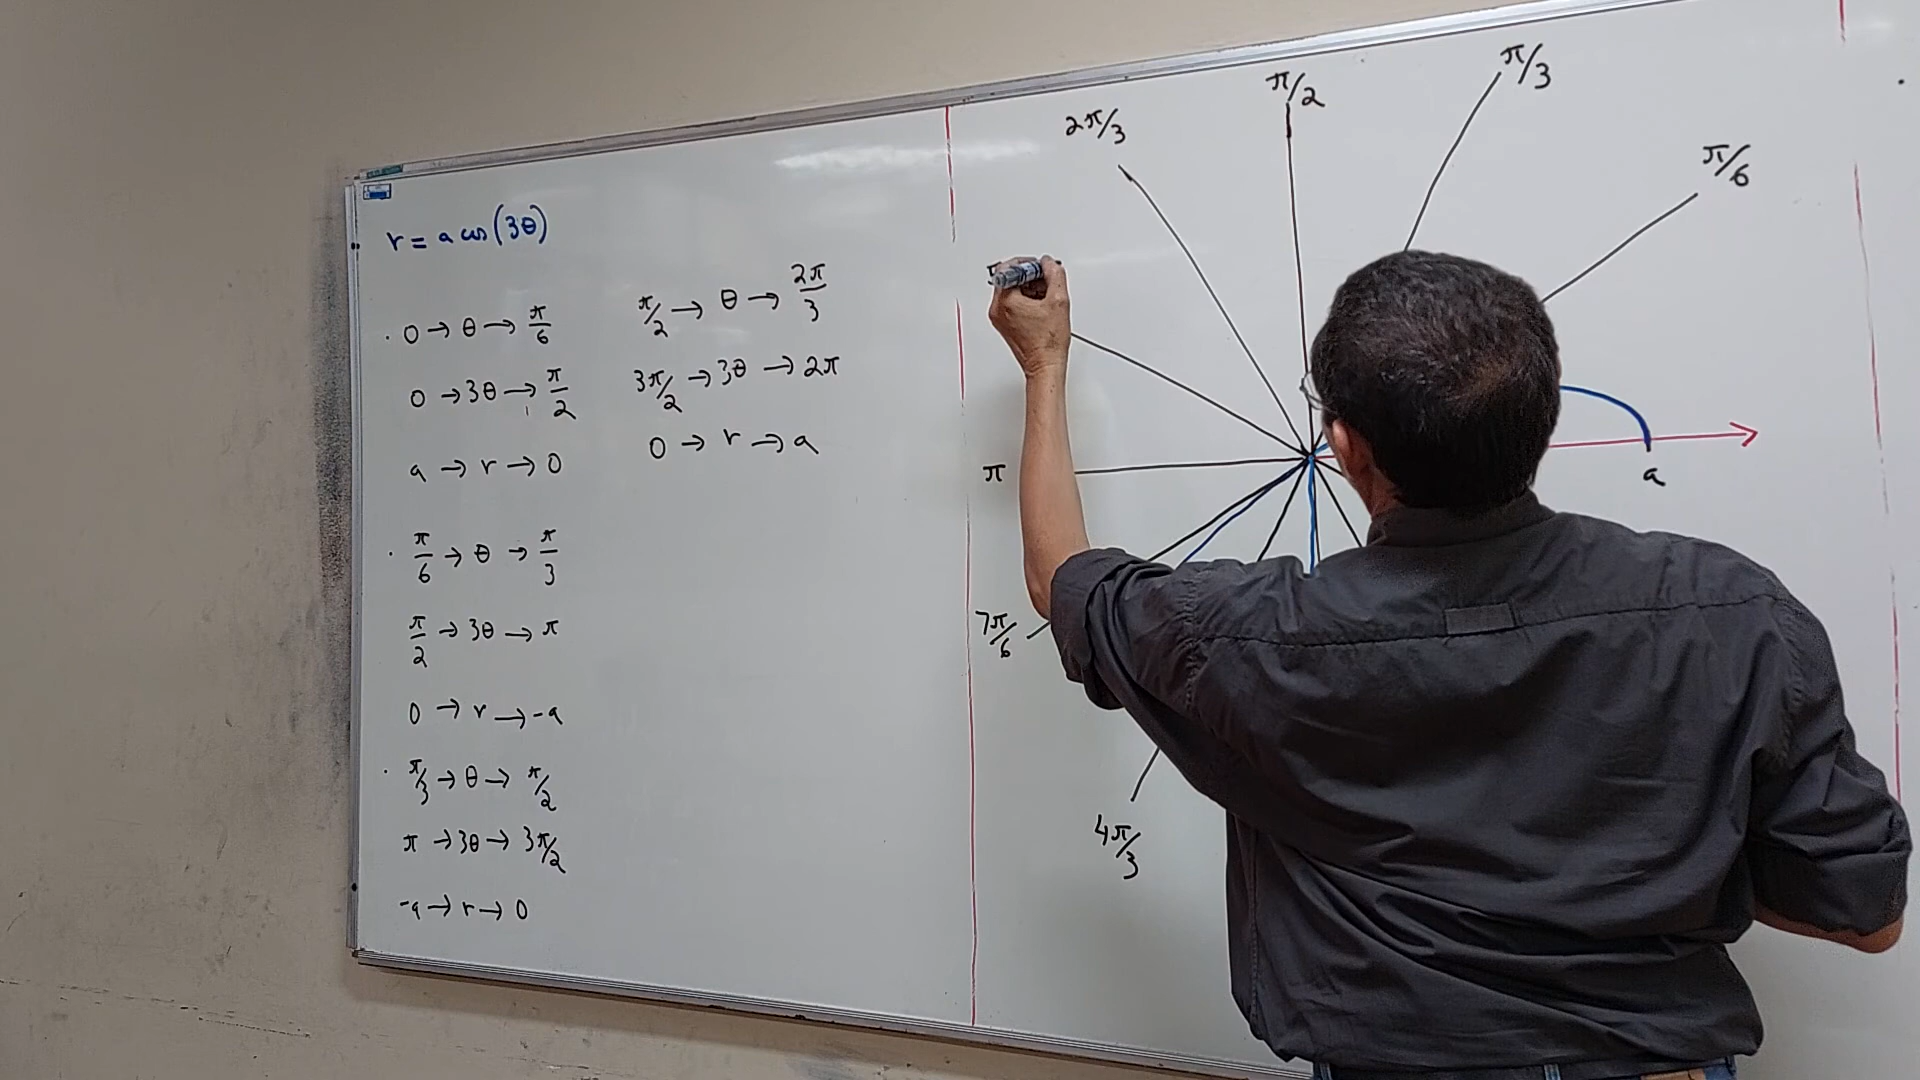 r = a cos(3θ)
0 → θ → π/6
0 → 3θ → π/2
a → r → 0
π/6 → θ → π/3
π/2 → 3θ → π
0 → r → -a
π/3 → θ → π/2
π → 3θ → 3π/2
-a → r → 0
π/2 → θ → 2π/3
3π/2 → 3θ → 2π
0 → r → a
2π/3
π/2
π/3
π/6
π
a
7π/6
4π/3